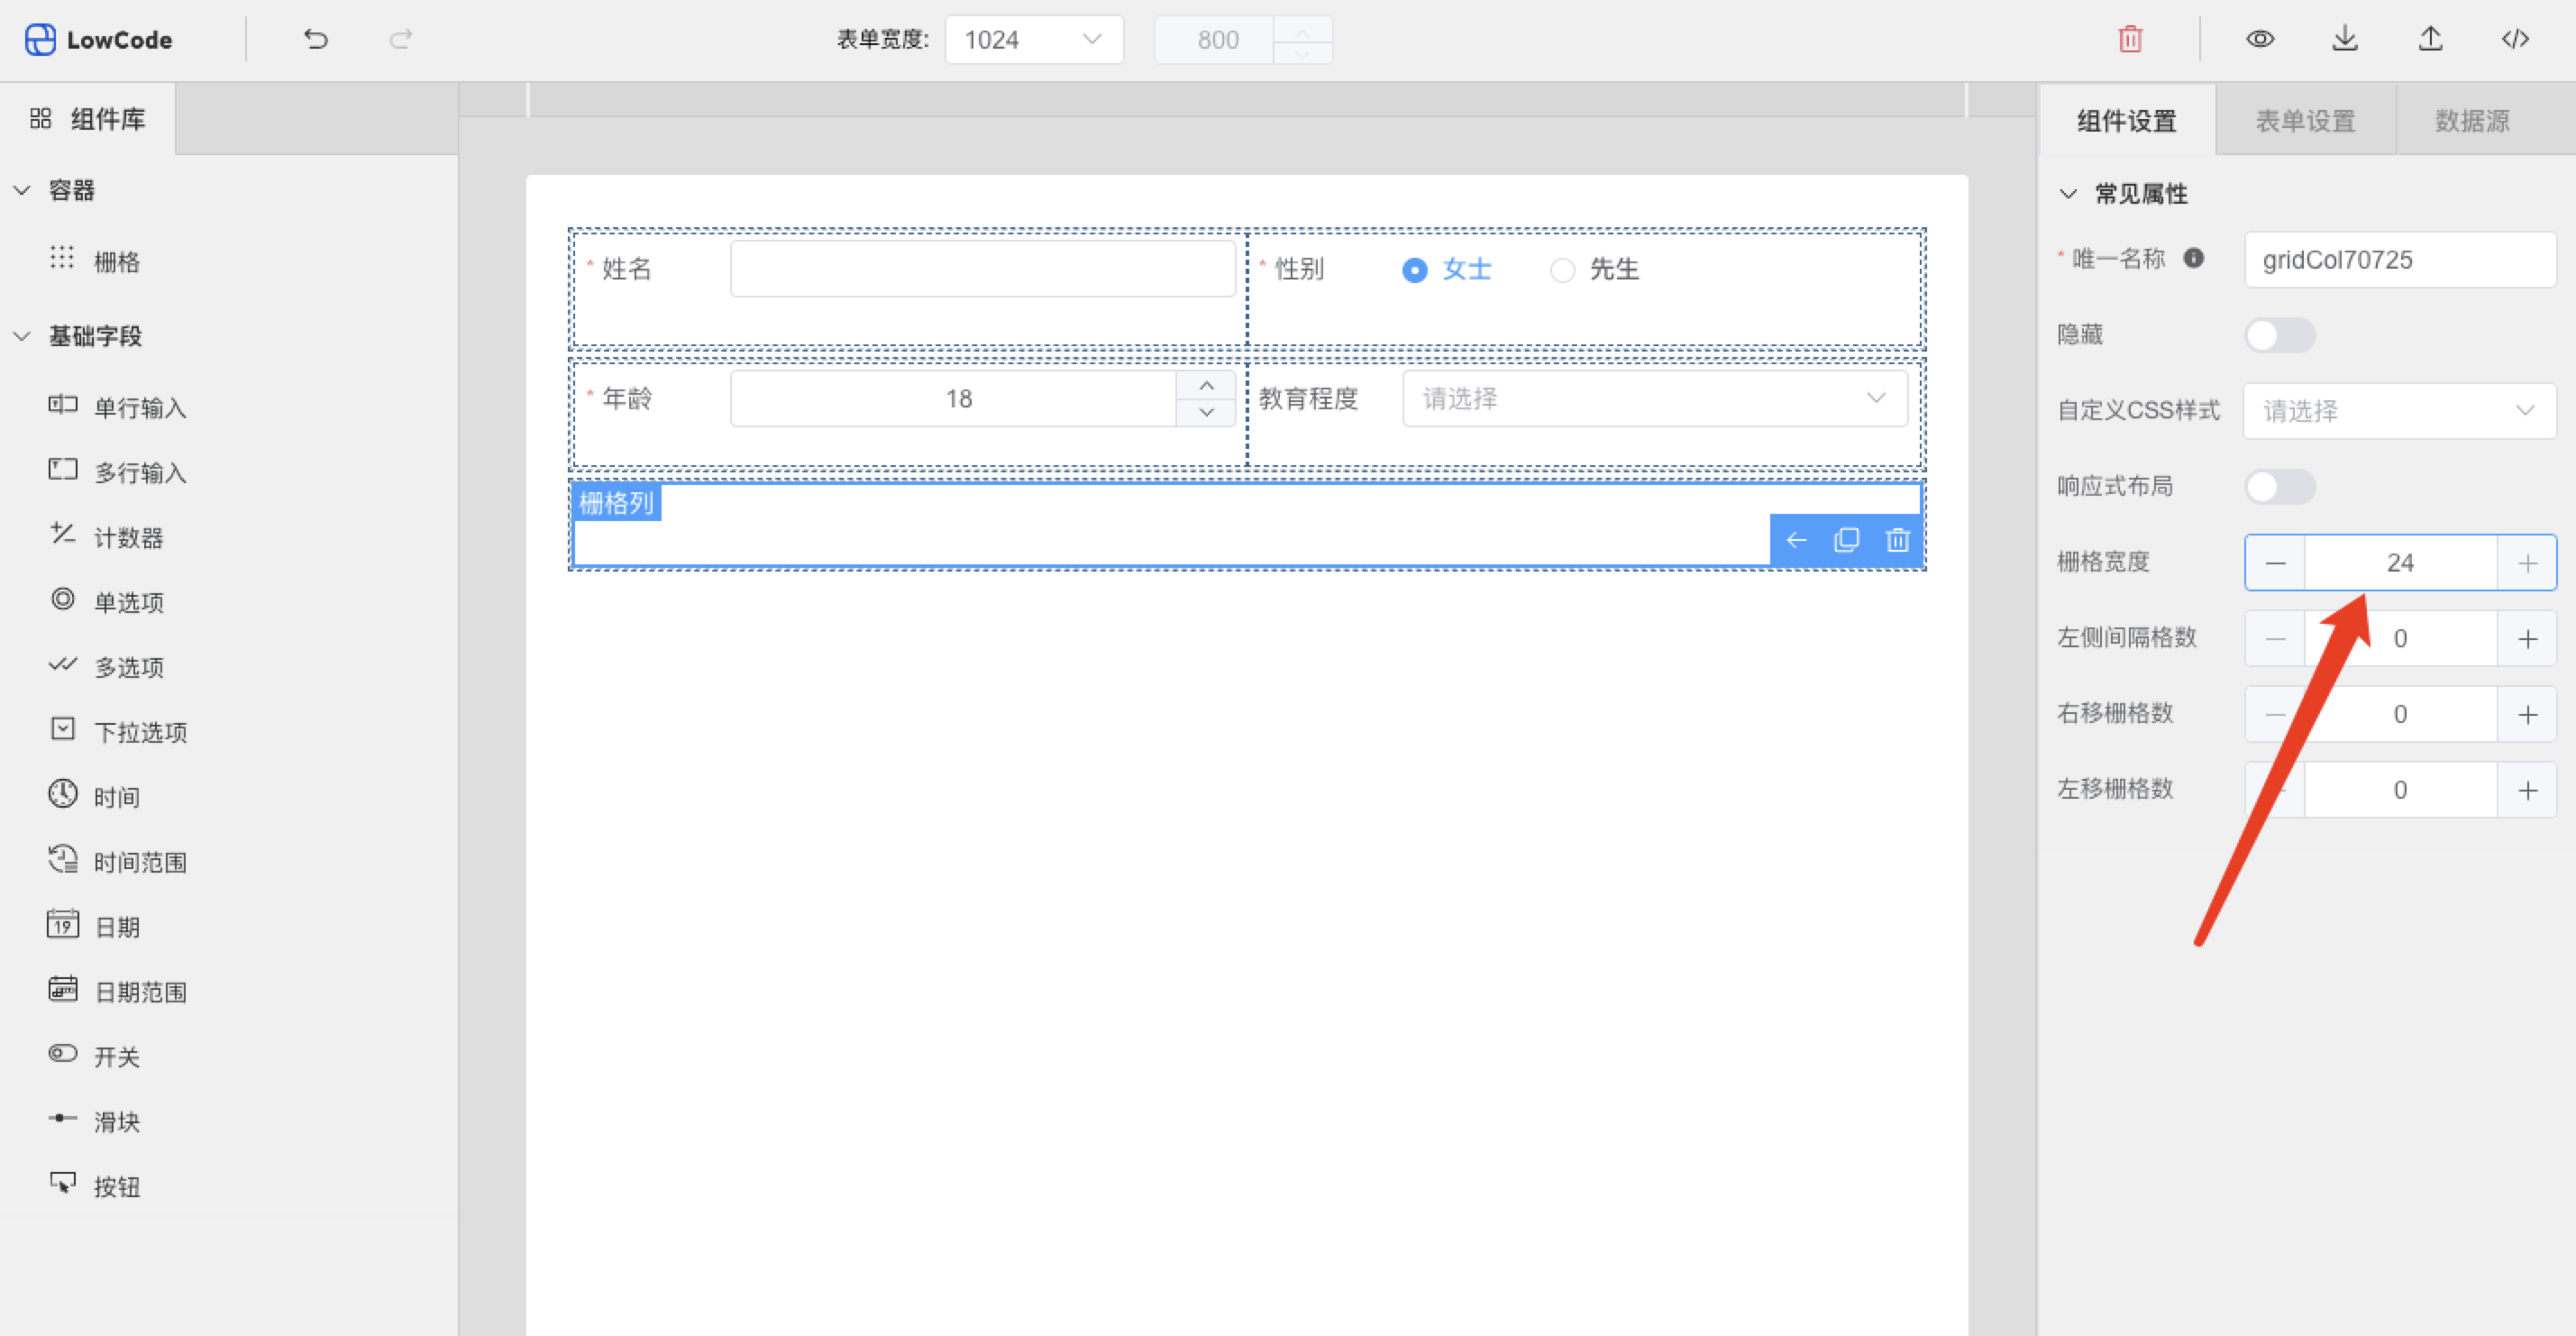 LowCode
表单宽度:
1024
800
组件库
容器
栅格
基础字段
单行输入
多行输入
计数器
单选项
多选项
下拉选项
时间
时间范围
19
日期
日期范围
开关
滑块
按钮
* 姓名
* 性别
女士
先生
* 年龄
18
教育程度
请选择
栅格列
组件设置
表单设置
数据源
常见属性
* 唯一名称
gridCol70725
隐藏
自定义CSS样式
请选择
响应式布局
栅格宽度
24
左侧间隔格数
0
右移栅格数
0
左移栅格数
0